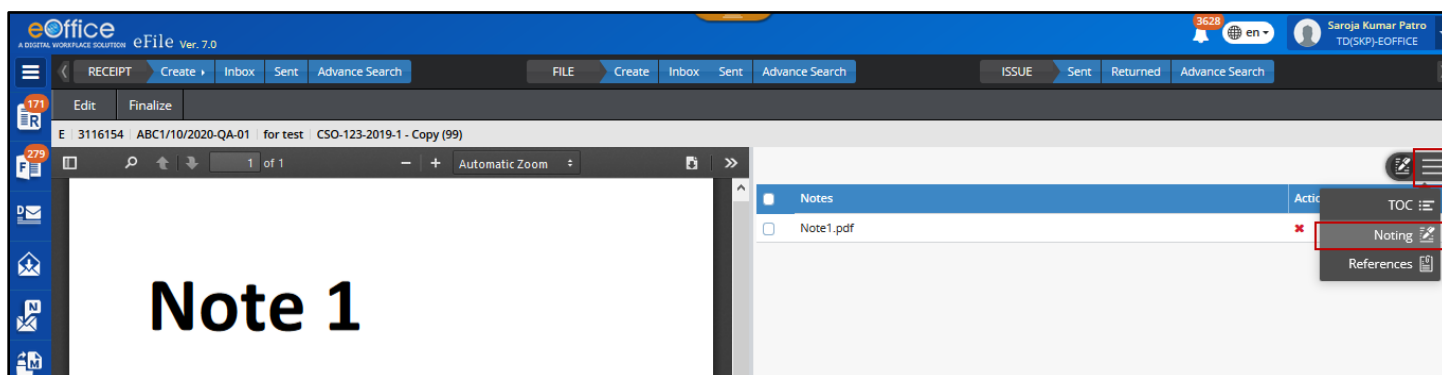 eOffice
A DIGITAL WORKPLACE SOLUTION eFile Ver. 7.0
3628
en
Saroja Kumar Patro
TD(SKP)-EOFFICE
RECEIPT Create Inbox Sent Advance Search FILE Create Inbox Sent Advance Search ISSUE Sent Returned Advance Search
171
R
Edit Finalize
E 3116154 ABC1/10/2020-QA-01 for test CSO-123-2019-1 - Copy (99)
279
F
1 of 1 Automatic Zoom
D
Notes Actio
TOC
Note1.pdf
Noting
References
Note 1
N
M